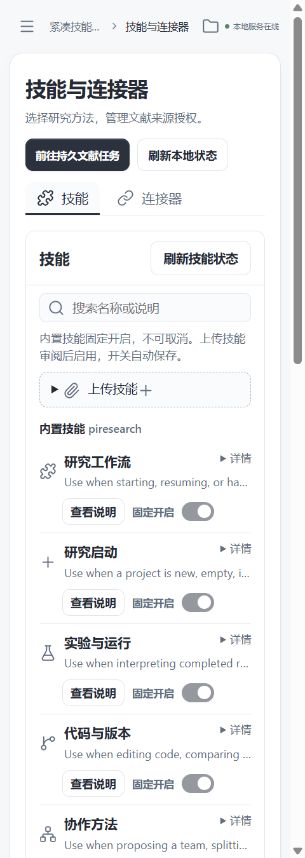 紧凑技能... > 技能与连接器 本地服务在线
技能与连接器
选择研究方法，管理文献来源授权。
前往持久文献任务 刷新本地状态
技能 连接器
技能 刷新技能状态
搜索名称或说明
内置技能固定开启，不可取消。上传技能
审阅后启用，开关自动保存。
上传技能
内置技能 piresearch
研究工作流 详情
Use when starting, resuming, or ha...
查看说明 固定开启
研究启动 详情
Use when a project is new, empty, i...
查看说明 固定开启
实验与运行 详情
Use when interpreting completed r...
查看说明 固定开启
代码与版本 详情
Use when editing code, comparing ...
查看说明 固定开启
协作方法 详情
Use when proposing a team, splitti...